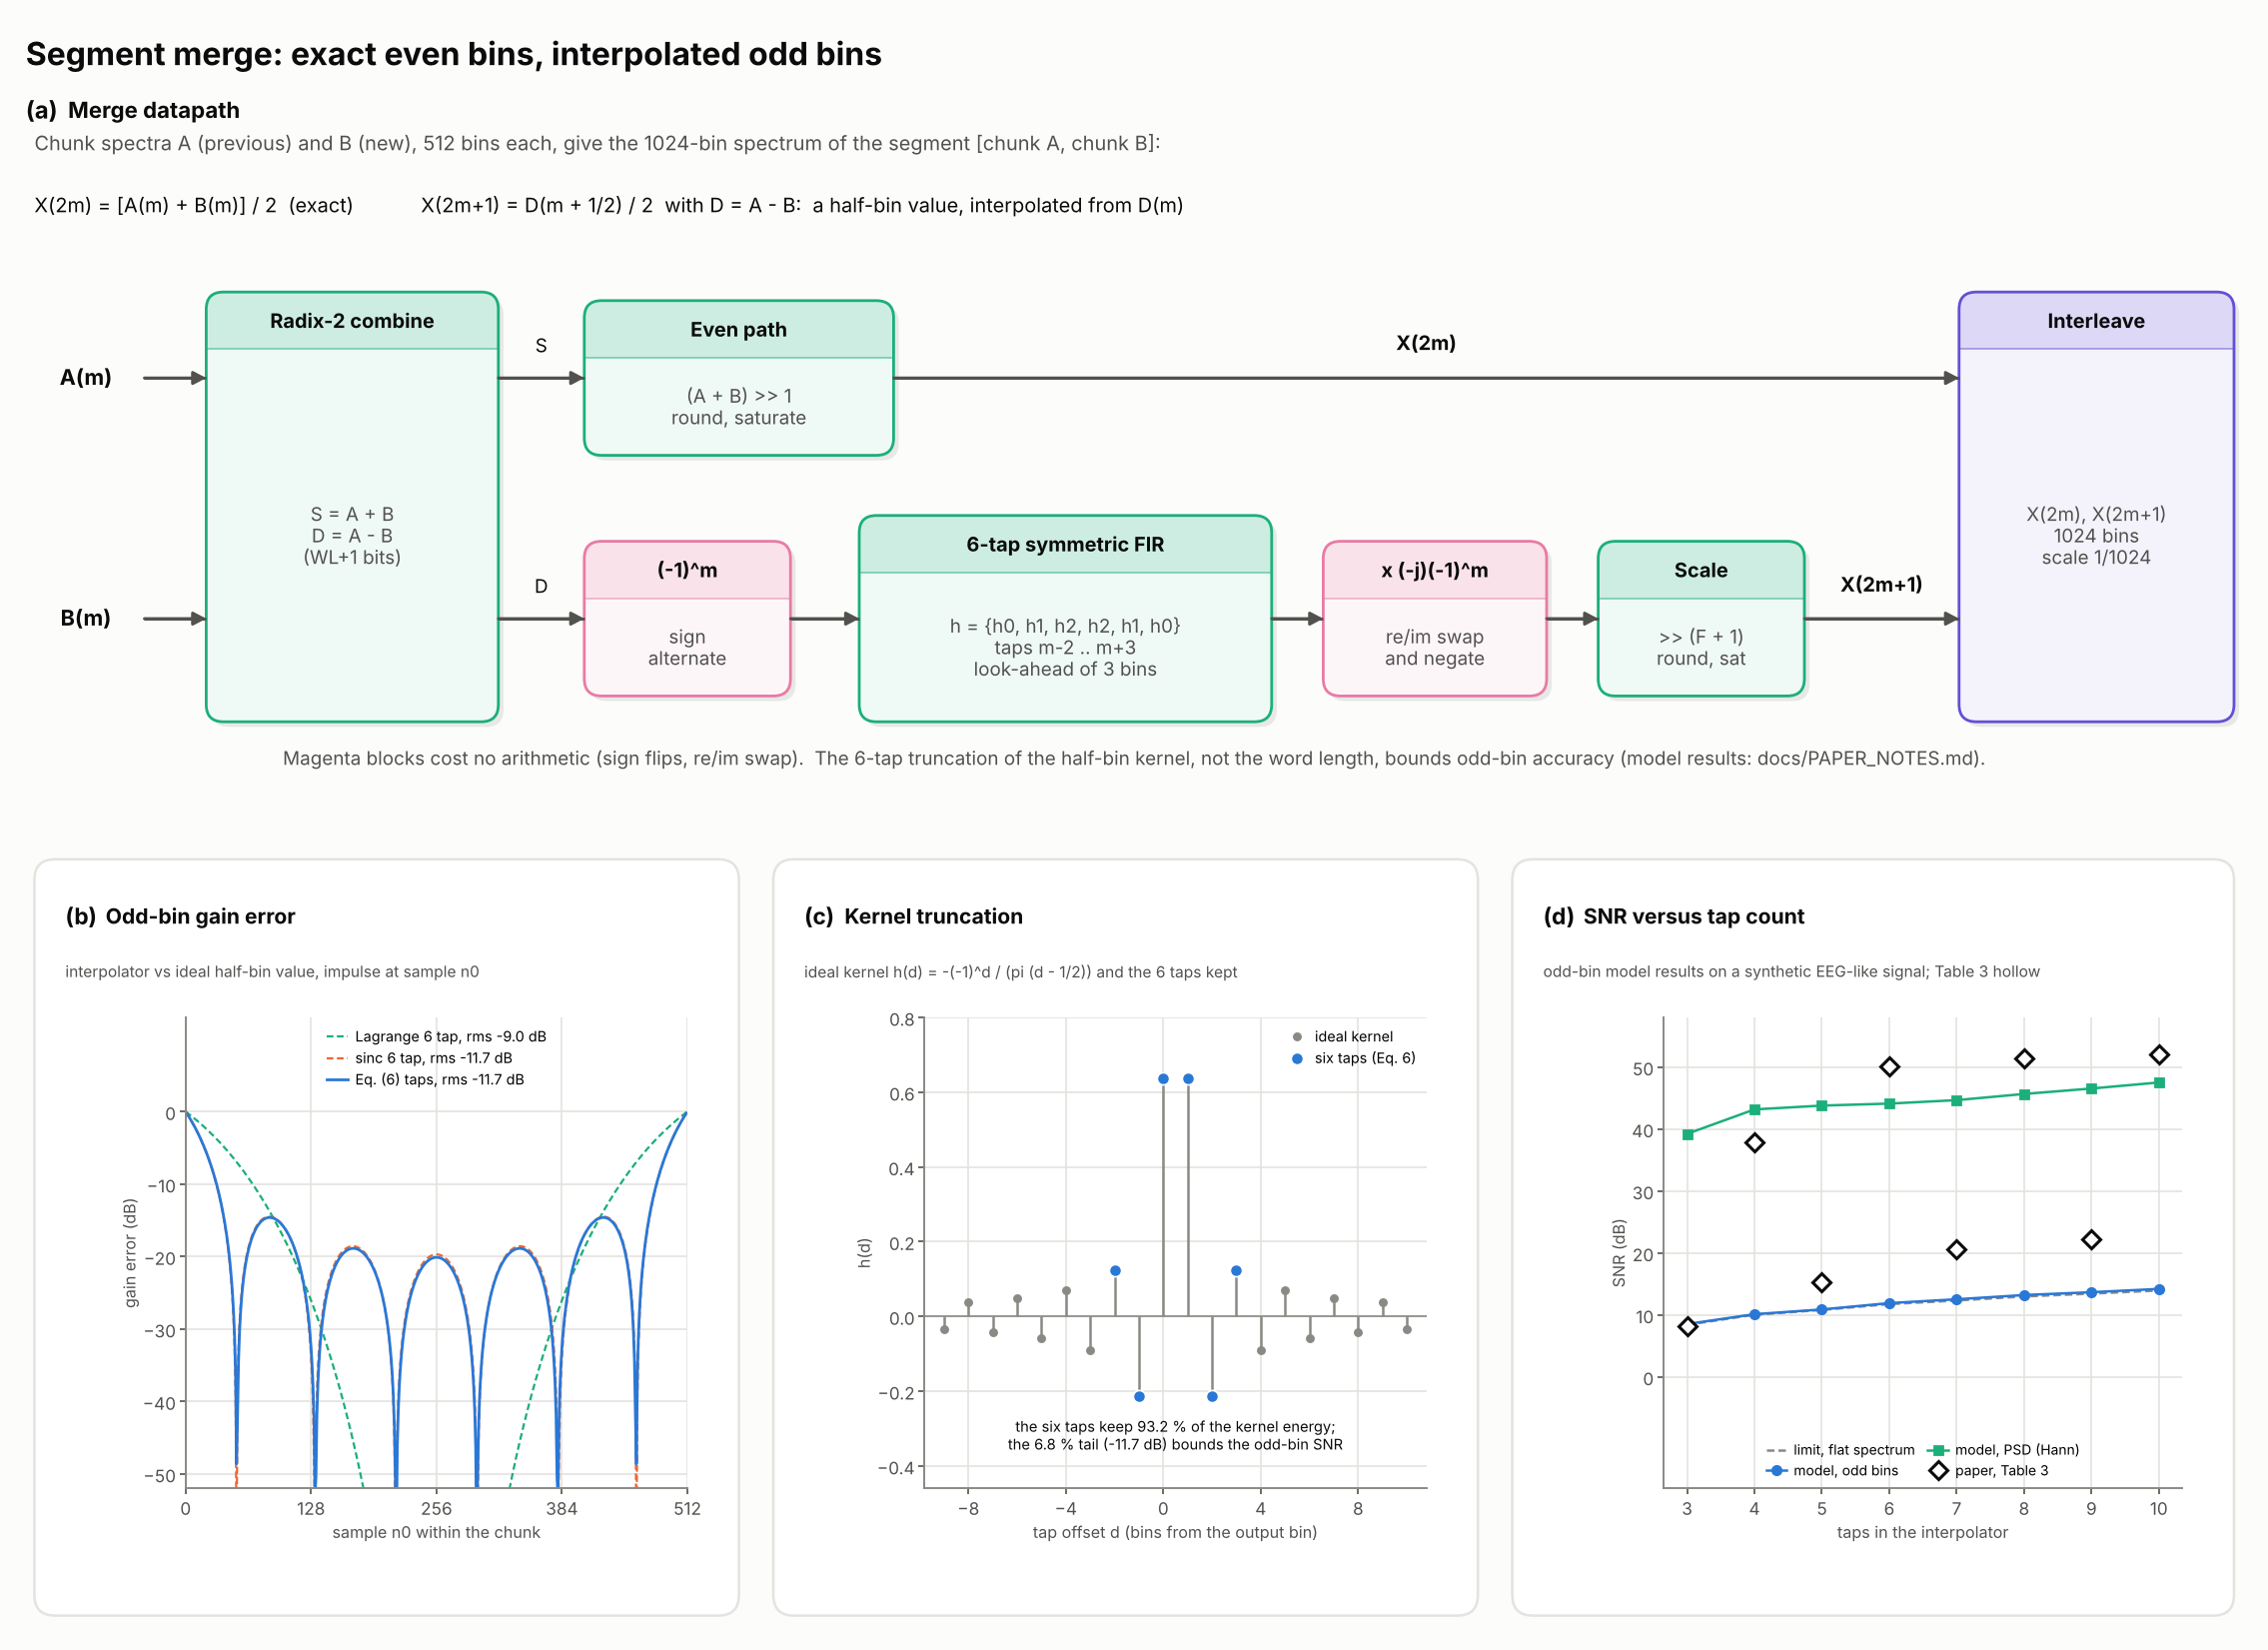 Segment merge: exact even bins, interpolated odd bins
(a) Merge datapath
Chunk spectra A (previous) and B (new), 512 bins each, give the 1024-bin spectrum of the segment [chunk A, chunk B]:
X(2m) = [A(m) + B(m)] / 2 (exact)
X(2m+1) = D(m + 1/2) / 2 with D = A - B: a half-bin value, interpolated from D(m)
A(m)
B(m)
Radix-2 combine
S = A + B
D = A - B
(WL+1 bits)
S
D
Even path
(A + B) >> 1
round, saturate
X(2m)
(-1)^m
sign
alternate
6-tap symmetric FIR
h = {h0, h1, h2, h2, h1, h0}
taps m-2 .. m+3
look-ahead of 3 bins
x (-j)(-1)^m
re/im swap
and negate
Scale
>> (F + 1)
round, sat
X(2m+1)
Interleave
X(2m), X(2m+1)
1024 bins
scale 1/1024
Magenta blocks cost no arithmetic (sign flips, re/im swap). The 6-tap truncation of the half-bin kernel, not the word length, bounds odd-bin accuracy (model results: docs/PAPER_NOTES.md).
(b) Odd-bin gain error
interpolator vs ideal half-bin value, impulse at sample n0
Lagrange 6 tap, rms -9.0 dB
sinc 6 tap, rms -11.7 dB
Eq. (6) taps, rms -11.7 dB
gain error (dB)
0
−10
−20
−30
−40
−50
0 128 256 384 512
sample n0 within the chunk
(c) Kernel truncation
ideal kernel h(d) = -(-1)^d / (pi (d - 1/2)) and the 6 taps kept
ideal kernel
six taps (Eq. 6)
h(d)
0.8
0.6
0.4
0.2
0.0
−0.2
−0.4
the six taps keep 93.2 % of the kernel energy;
the 6.8 % tail (-11.7 dB) bounds the odd-bin SNR
−8 −4 0 4 8
tap offset d (bins from the output bin)
(d) SNR versus tap count
odd-bin model results on a synthetic EEG-like signal; Table 3 hollow
SNR (dB)
50
40
30
20
10
0
limit, flat spectrum
model, odd bins
model, PSD (Hann)
paper, Table 3
3 4 5 6 7 8 9 10
taps in the interpolator